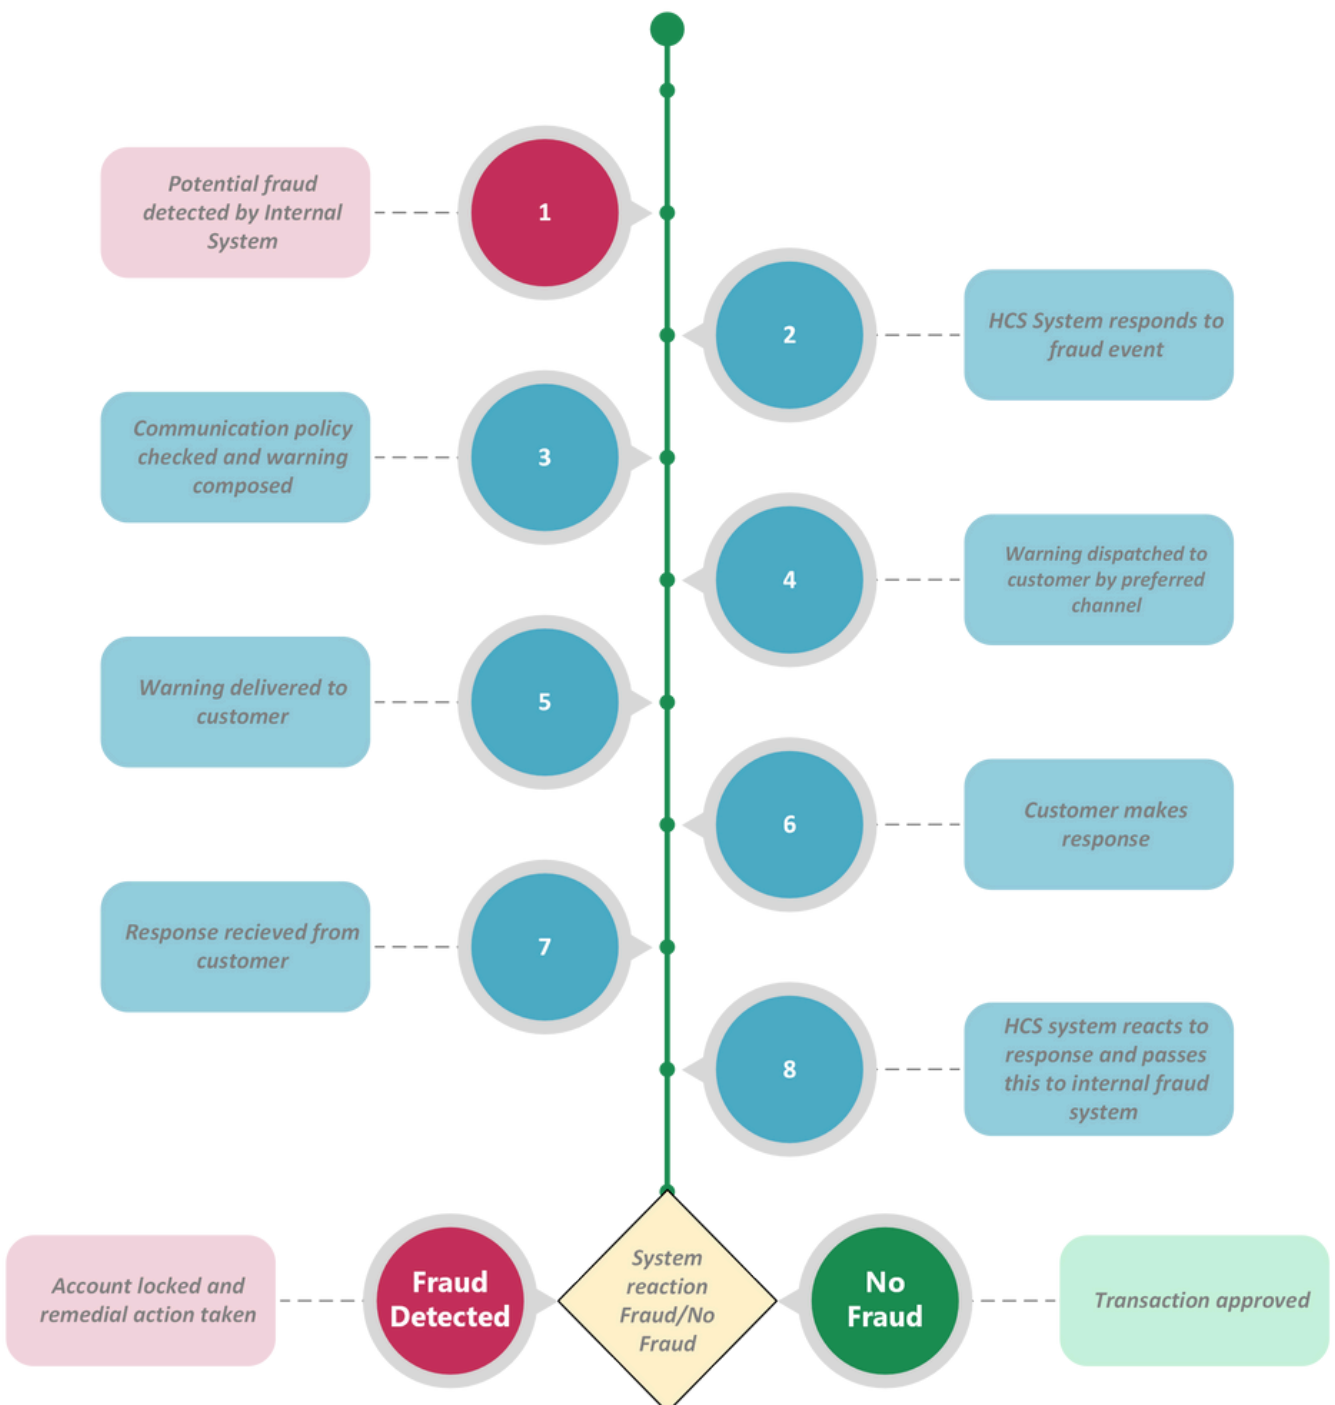 Potential fraud
detected by Internal
System
1
2
HCS System responds to
fraud event
Communication policy
checked and warning
composed
3
4
Warning dispatched to
customer by preferred
channel
Warning delivered to
customer
5
6
Customer makes
response
Response recieved from
customer
7
8
HCS system reacts to
response and passes
this to internal fraud
system
Account locked and
remedial action taken
Fraud
Detected
System
reaction
Fraud/No
Fraud
No
Fraud
Transaction approved